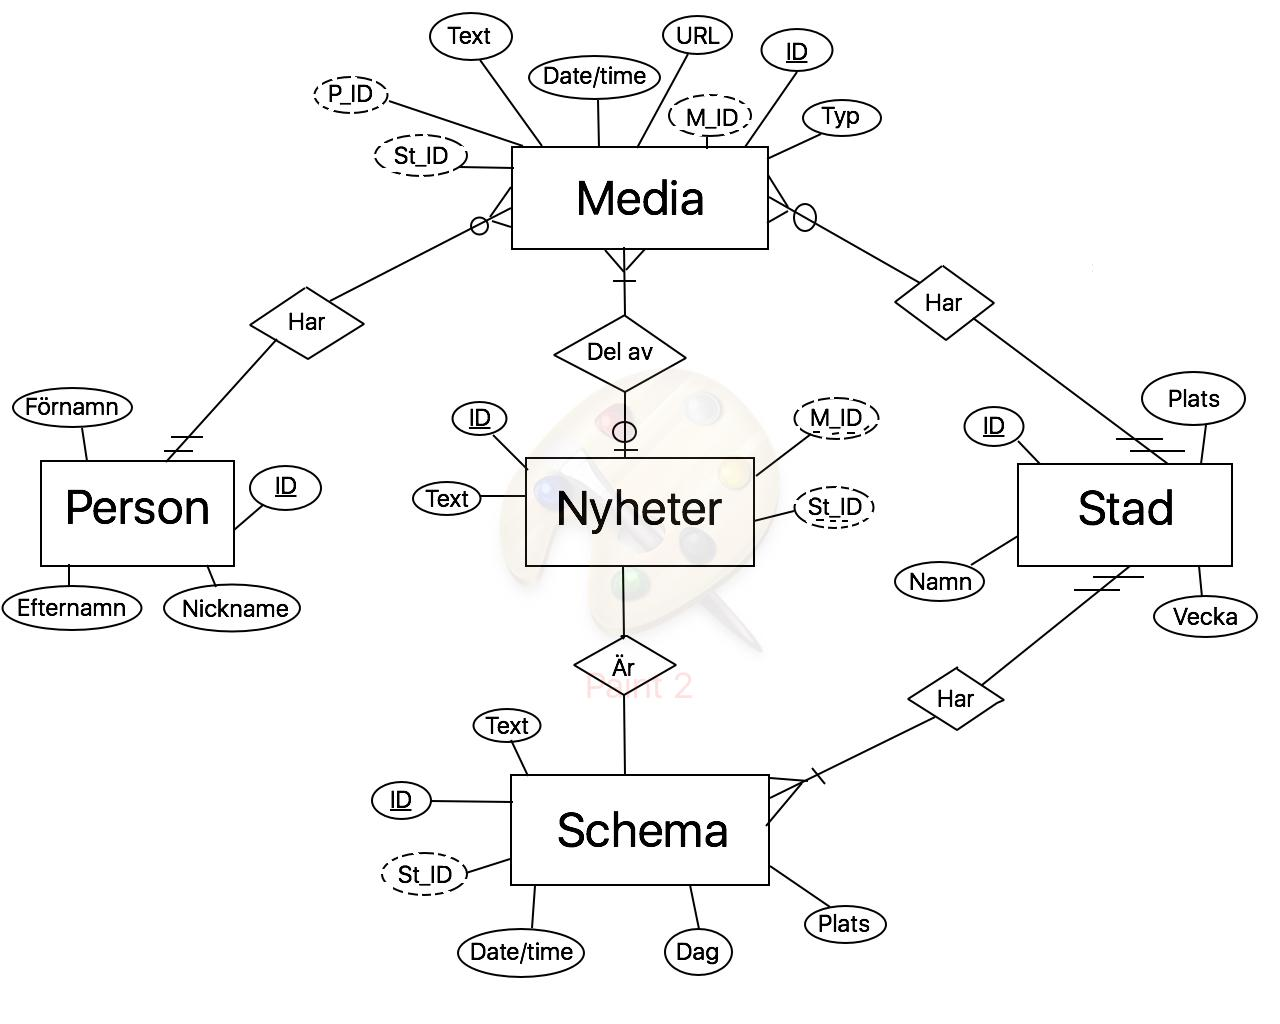 Text
URL
ID
Date/time
P_ID
M_ID
Typ
St_ID
Media
Har
Har
Del av
Förnamn
ID
M_ID
ID
Plats
Person
ID
Text
Nyheter
St_ID
Stad
Efternamn
Nickname
Namn
Vecka
Är
Paint 2
Har
Text
ID
Schema
St_ID
Date/time
Dag
Plats